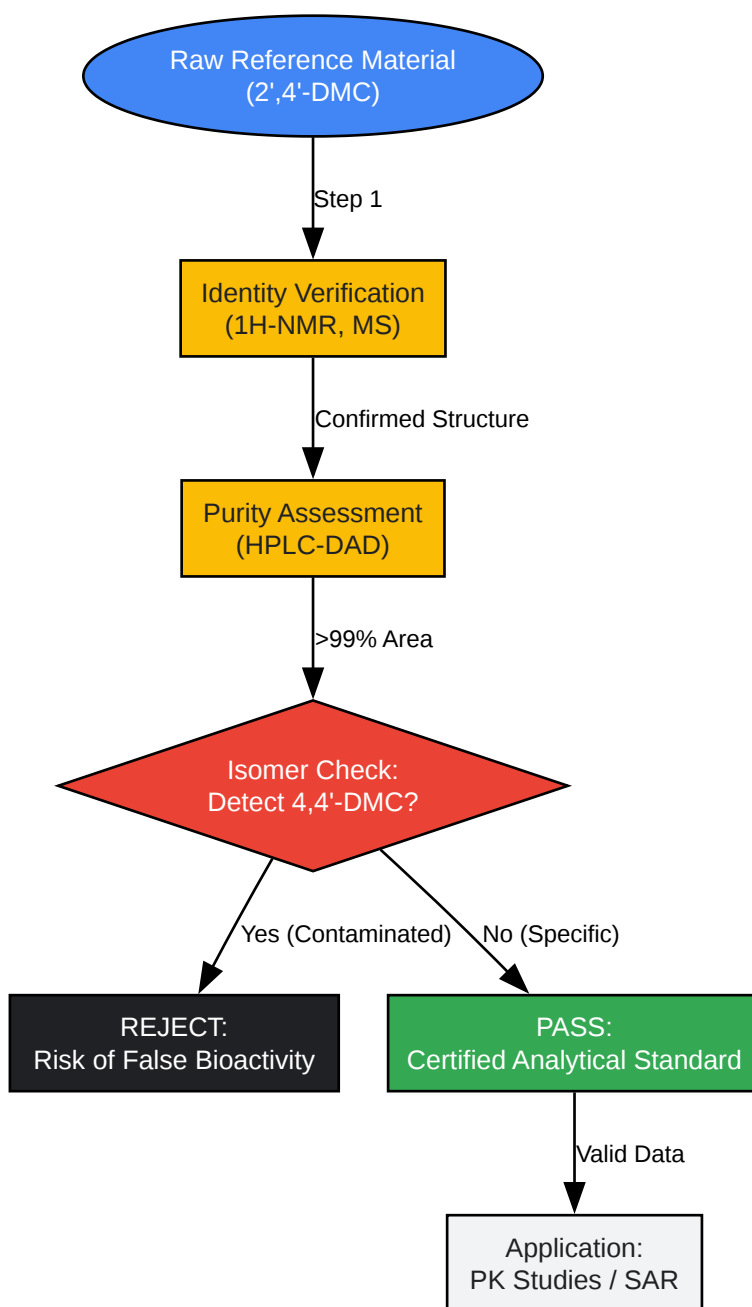 Raw Reference Material
(2',4'-DMC)
Step 1
Identity Verification
(1H-NMR, MS)
Confirmed Structure
Purity Assessment
(HPLC-DAD)
>99% Area
Isomer Check:
Detect 4,4'-DMC?
Yes (Contaminated)
No (Specific)
REJECT:
Risk of False Bioactivity
PASS:
Certified Analytical Standard
Valid Data
Application:
PK Studies / SAR